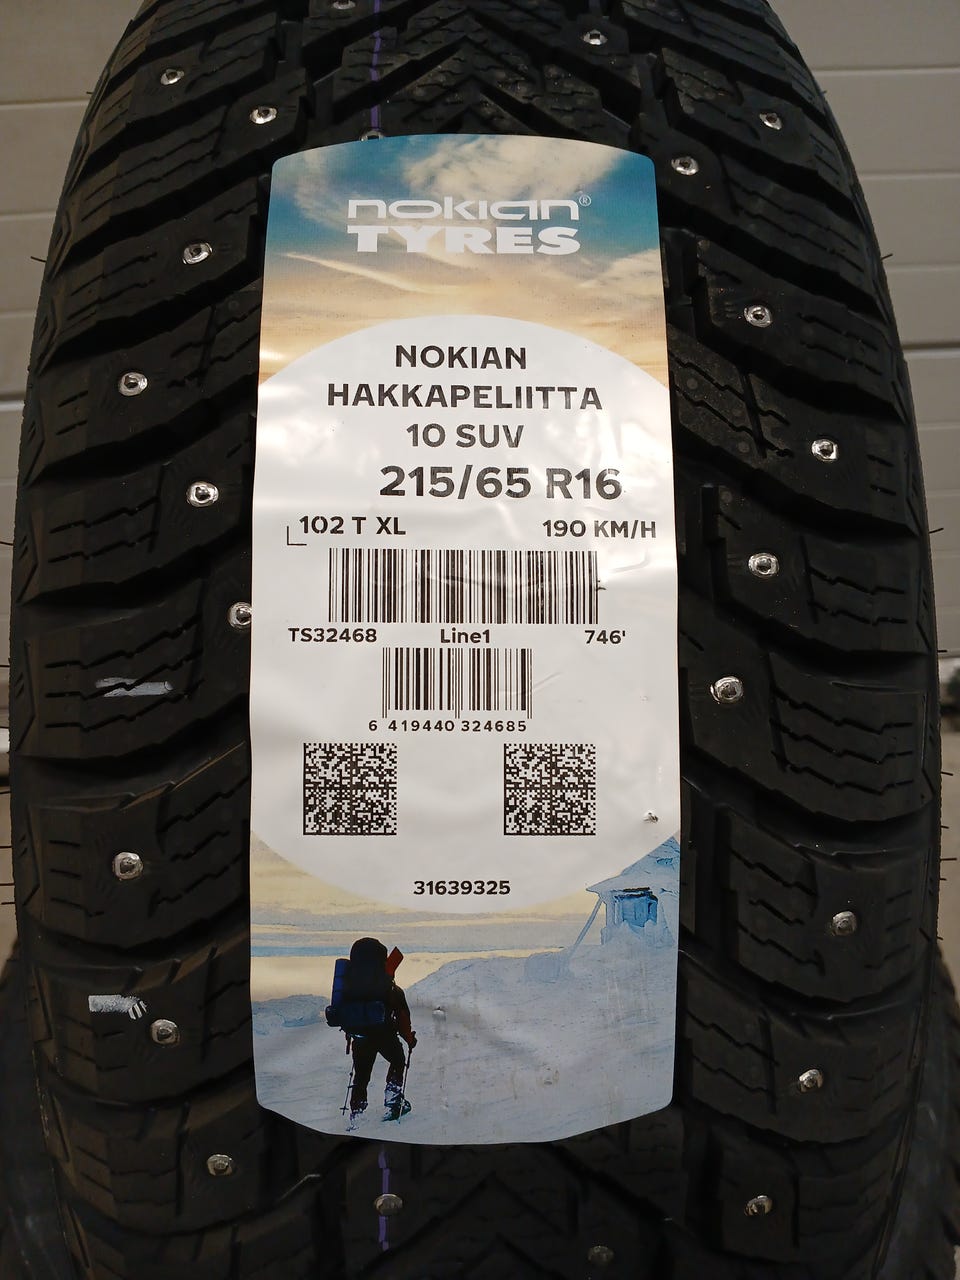 nokian®
TYRES
NOKIAN
HAKKAPELIITTA
10 SUV
215/65 R16
102 T XL 190 KM/H
TS32468 Line1 746'
6 419440 324685
31639325